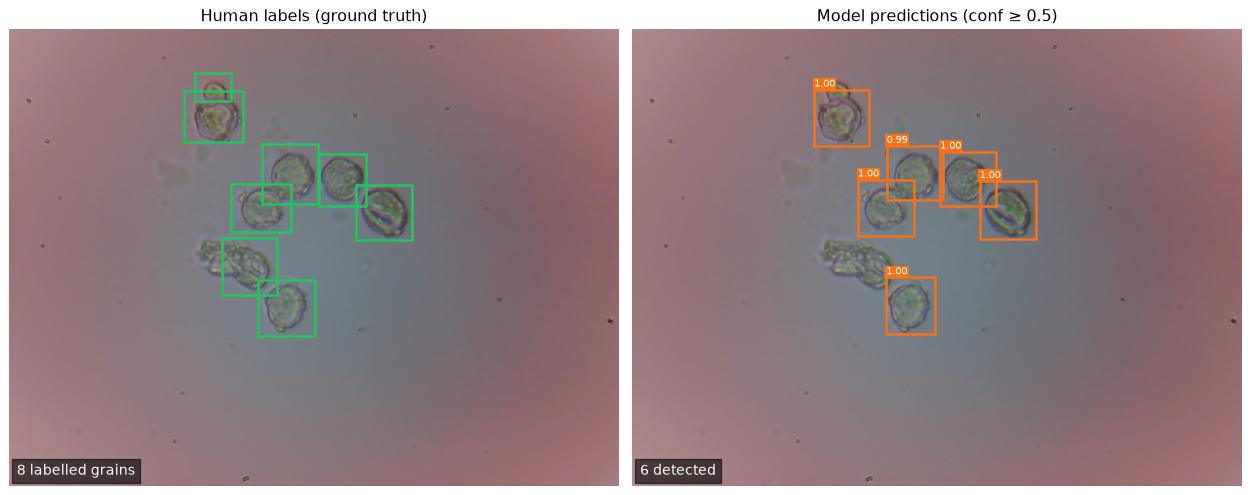 Human labels (ground truth)
Model predictions (conf ≥ 0.5)
1.00
0.99
1.00
1.00
1.00
1.00
8 labelled grains
6 detected